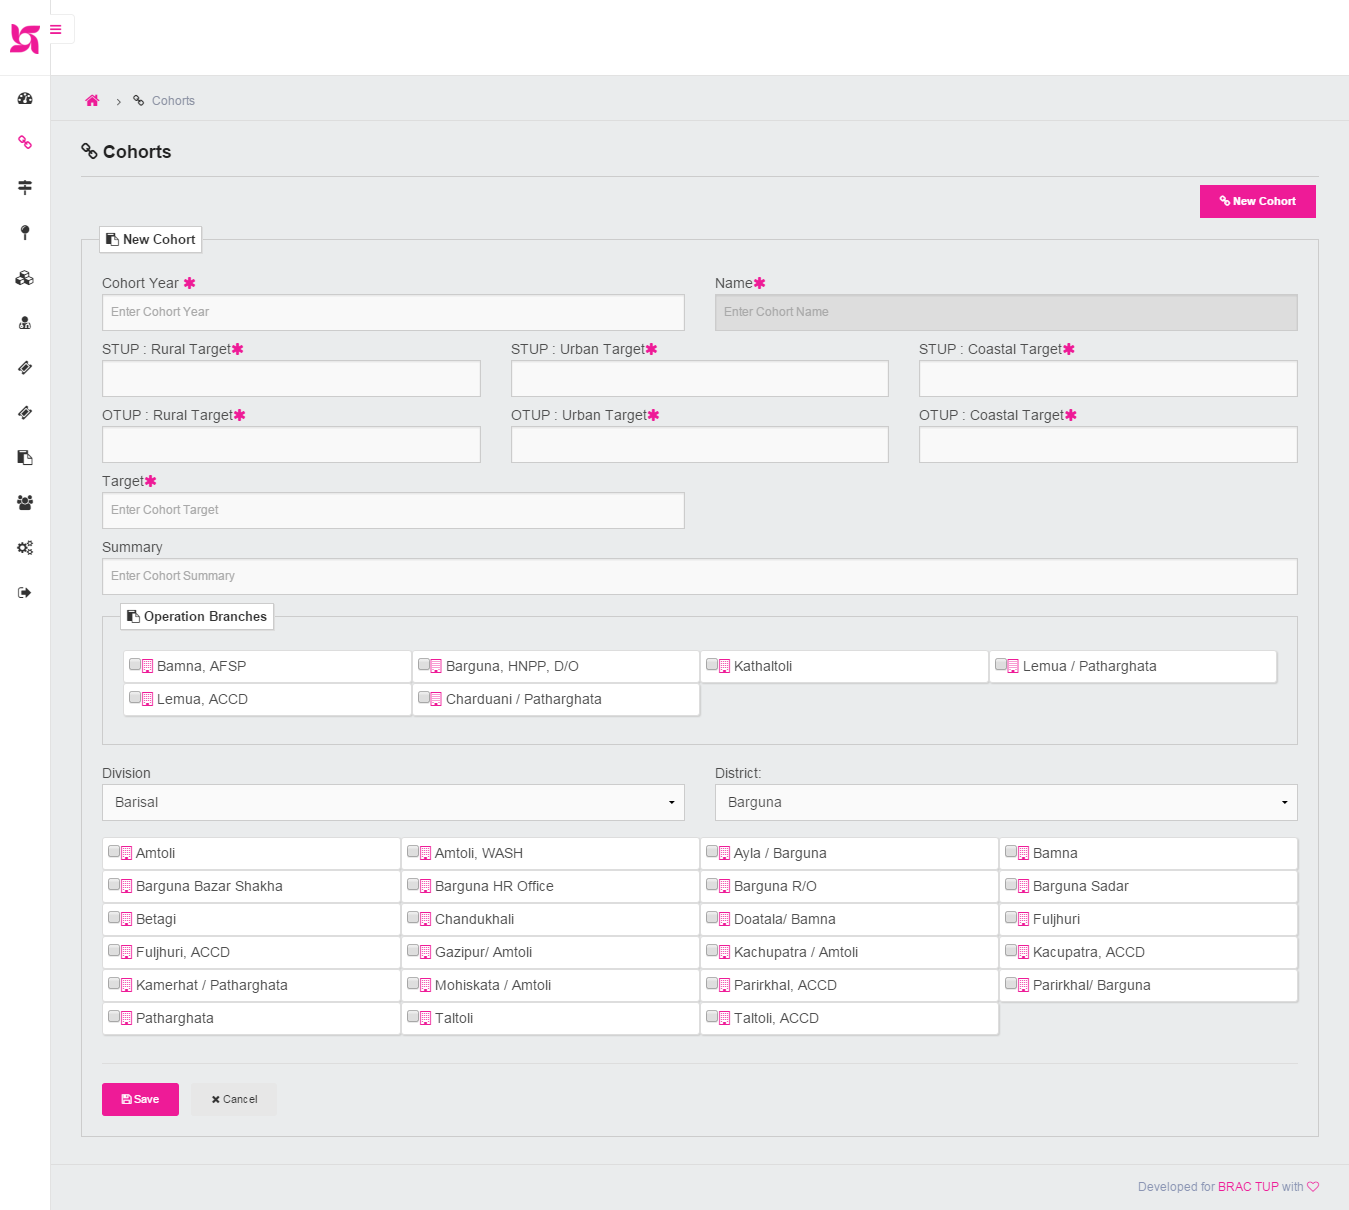 Cohorts
Cohorts
New Cohort
New Cohort
Cohort Year *
Name*
Enter Cohort Year
Enter Cohort Name
STUP : Rural Target*
STUP : Urban Target*
STUP : Coastal Target*
OTUP : Rural Target*
OTUP : Urban Target*
OTUP : Coastal Target*
Target*
Enter Cohort Target
Summary
Enter Cohort Summary
Operation Branches
Bamna, AFSP
Barguna, HNPP, D/O
Kathaltoli
Lemua / Patharghata
Lemua, ACCD
Charduani / Patharghata
Division
District:
Barisal
Barguna
Amtoli
Amtoli, WASH
Ayla / Barguna
Bamna
Barguna Bazar Shakha
Barguna HR Office
Barguna R/O
Barguna Sadar
Betagi
Chandukhali
Doatala/ Bamna
Fuljhuri
Fuljhuri, ACCD
Gazipur/ Amtoli
Kachupatra / Amtoli
Kacupatra, ACCD
Kamerhat / Patharghata
Mohiskata / Amtoli
Parirkhal, ACCD
Parirkhal/ Barguna
Patharghata
Taltoli
Taltoli, ACCD
Save
Cancel
Developed for BRAC TUP with